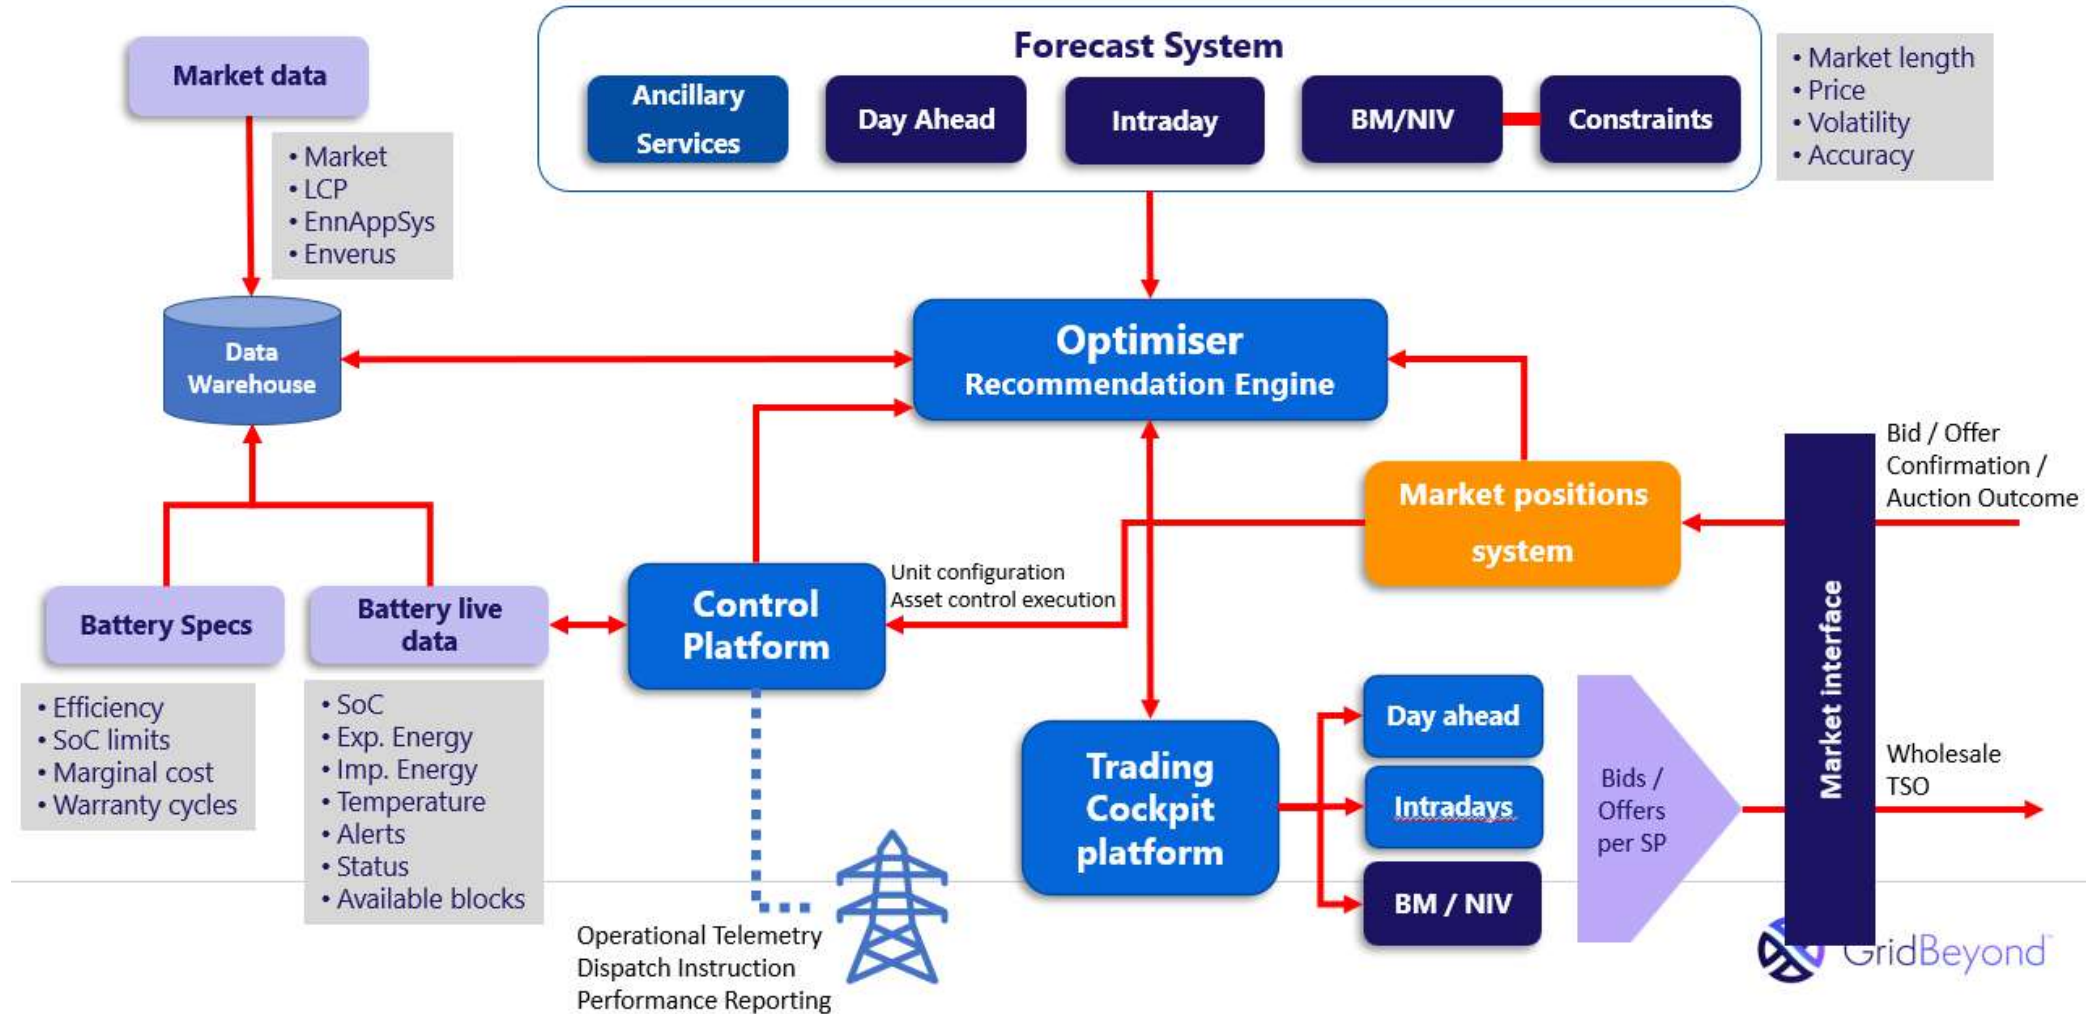 Forecast System
Ancillary
Services
Day Ahead
Intraday
BM/NIV
Constraints
• Market length
• Price
• Volatility
• Accuracy
Market data
• Market
• LCP
• EnnAppSys
• Enverus
Data
Warehouse
Optimiser
Recommendation Engine
Market positions
system
Bid / Offer
Confirmation /
Auction Outcome
Market interface
Battery Specs
Battery live
data
Control
Platform
Unit configuration
Asset control execution
• Efficiency
• SoC limits
• Marginal cost
• Warranty cycles
• SoC
• Exp. Energy
• Imp. Energy
• Temperature
• Alerts
• Status
• Available blocks
Trading
Cockpit
platform
Day ahead
Intradays
BM / NIV
Bids /
Offers
per SP
Wholesale
TSO
Operational Telemetry
Dispatch Instruction
Performance Reporting
GridBeyond